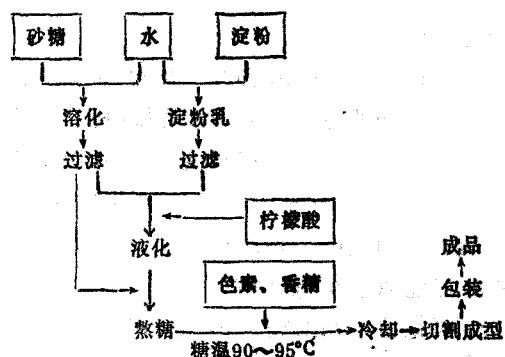 砂糖 水 淀粉
溶化 淀粉乳
过滤 过滤
柠檬酸
液化
成品
色素、香精 包装
熬糖 冷却 切割成型
糖温90～95℃